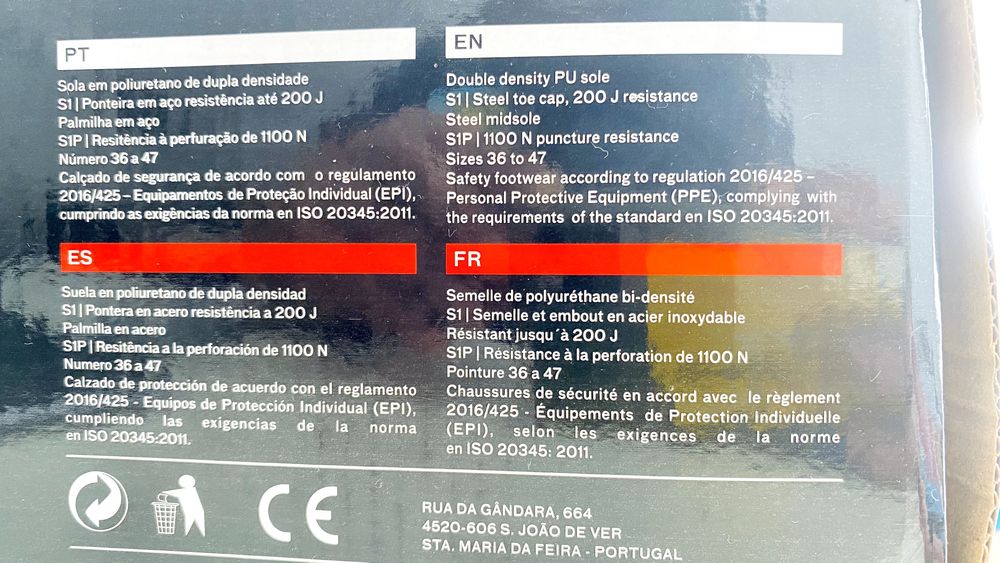 PT
Sola em poliuretano de dupla densidade
S1 | Ponteira em aço resistência até 200 J
Palmilha em aço
S1P | Resitência à perfuração de 1100 N
Número 36 a 47
Calçado de segurança de acordo com o regulamento
2016/425 – Equipamentos de Proteção Individual (EPI),
cumprindo as exigências da norma en ISO 20345:2011.
EN
Double density PU sole
S1 | Steel toe cap, 200 J resistance
Steel midsole
S1P | 1100 N puncture resistance
Sizes 36 to 47
Safety footwear according to regulation 2016/425 –
Personal Protective Equipment (PPE), complying with
the requirements of the standard en ISO 20345:2011.
ES
Suela en poliuretano de dupla densidad
S1 | Pontera en acero resistência a 200 J
Palmilla en acero
S1P | Resitência a la perforación de 1100 N
Numero 36 a 47
Calzado de protección de acuerdo con el reglamento
2016/425 - Equipos de Protección Individual (EPI),
cumpliendo las exigencias de la norma
en ISO 20345:2011.
FR
Semelle de polyuréthane bi-densité
S1 | Semelle et embout en acier inoxydable
Résistant jusqu´à 200 J
S1P | Résistance à la perforation de 1100 N
Pointure 36 a 47
Chaussures de sécurité en accord avec le règlement
2016/425 - Équipements de Protection Individuelle
(EPI), selon les exigences de la norme
en ISO 20345: 2011.
CE
RUA DA GÂNDARA, 664
4520-606 S. JOÃO DE VER
STA. MARIA DA FEIRA - PORTUGAL